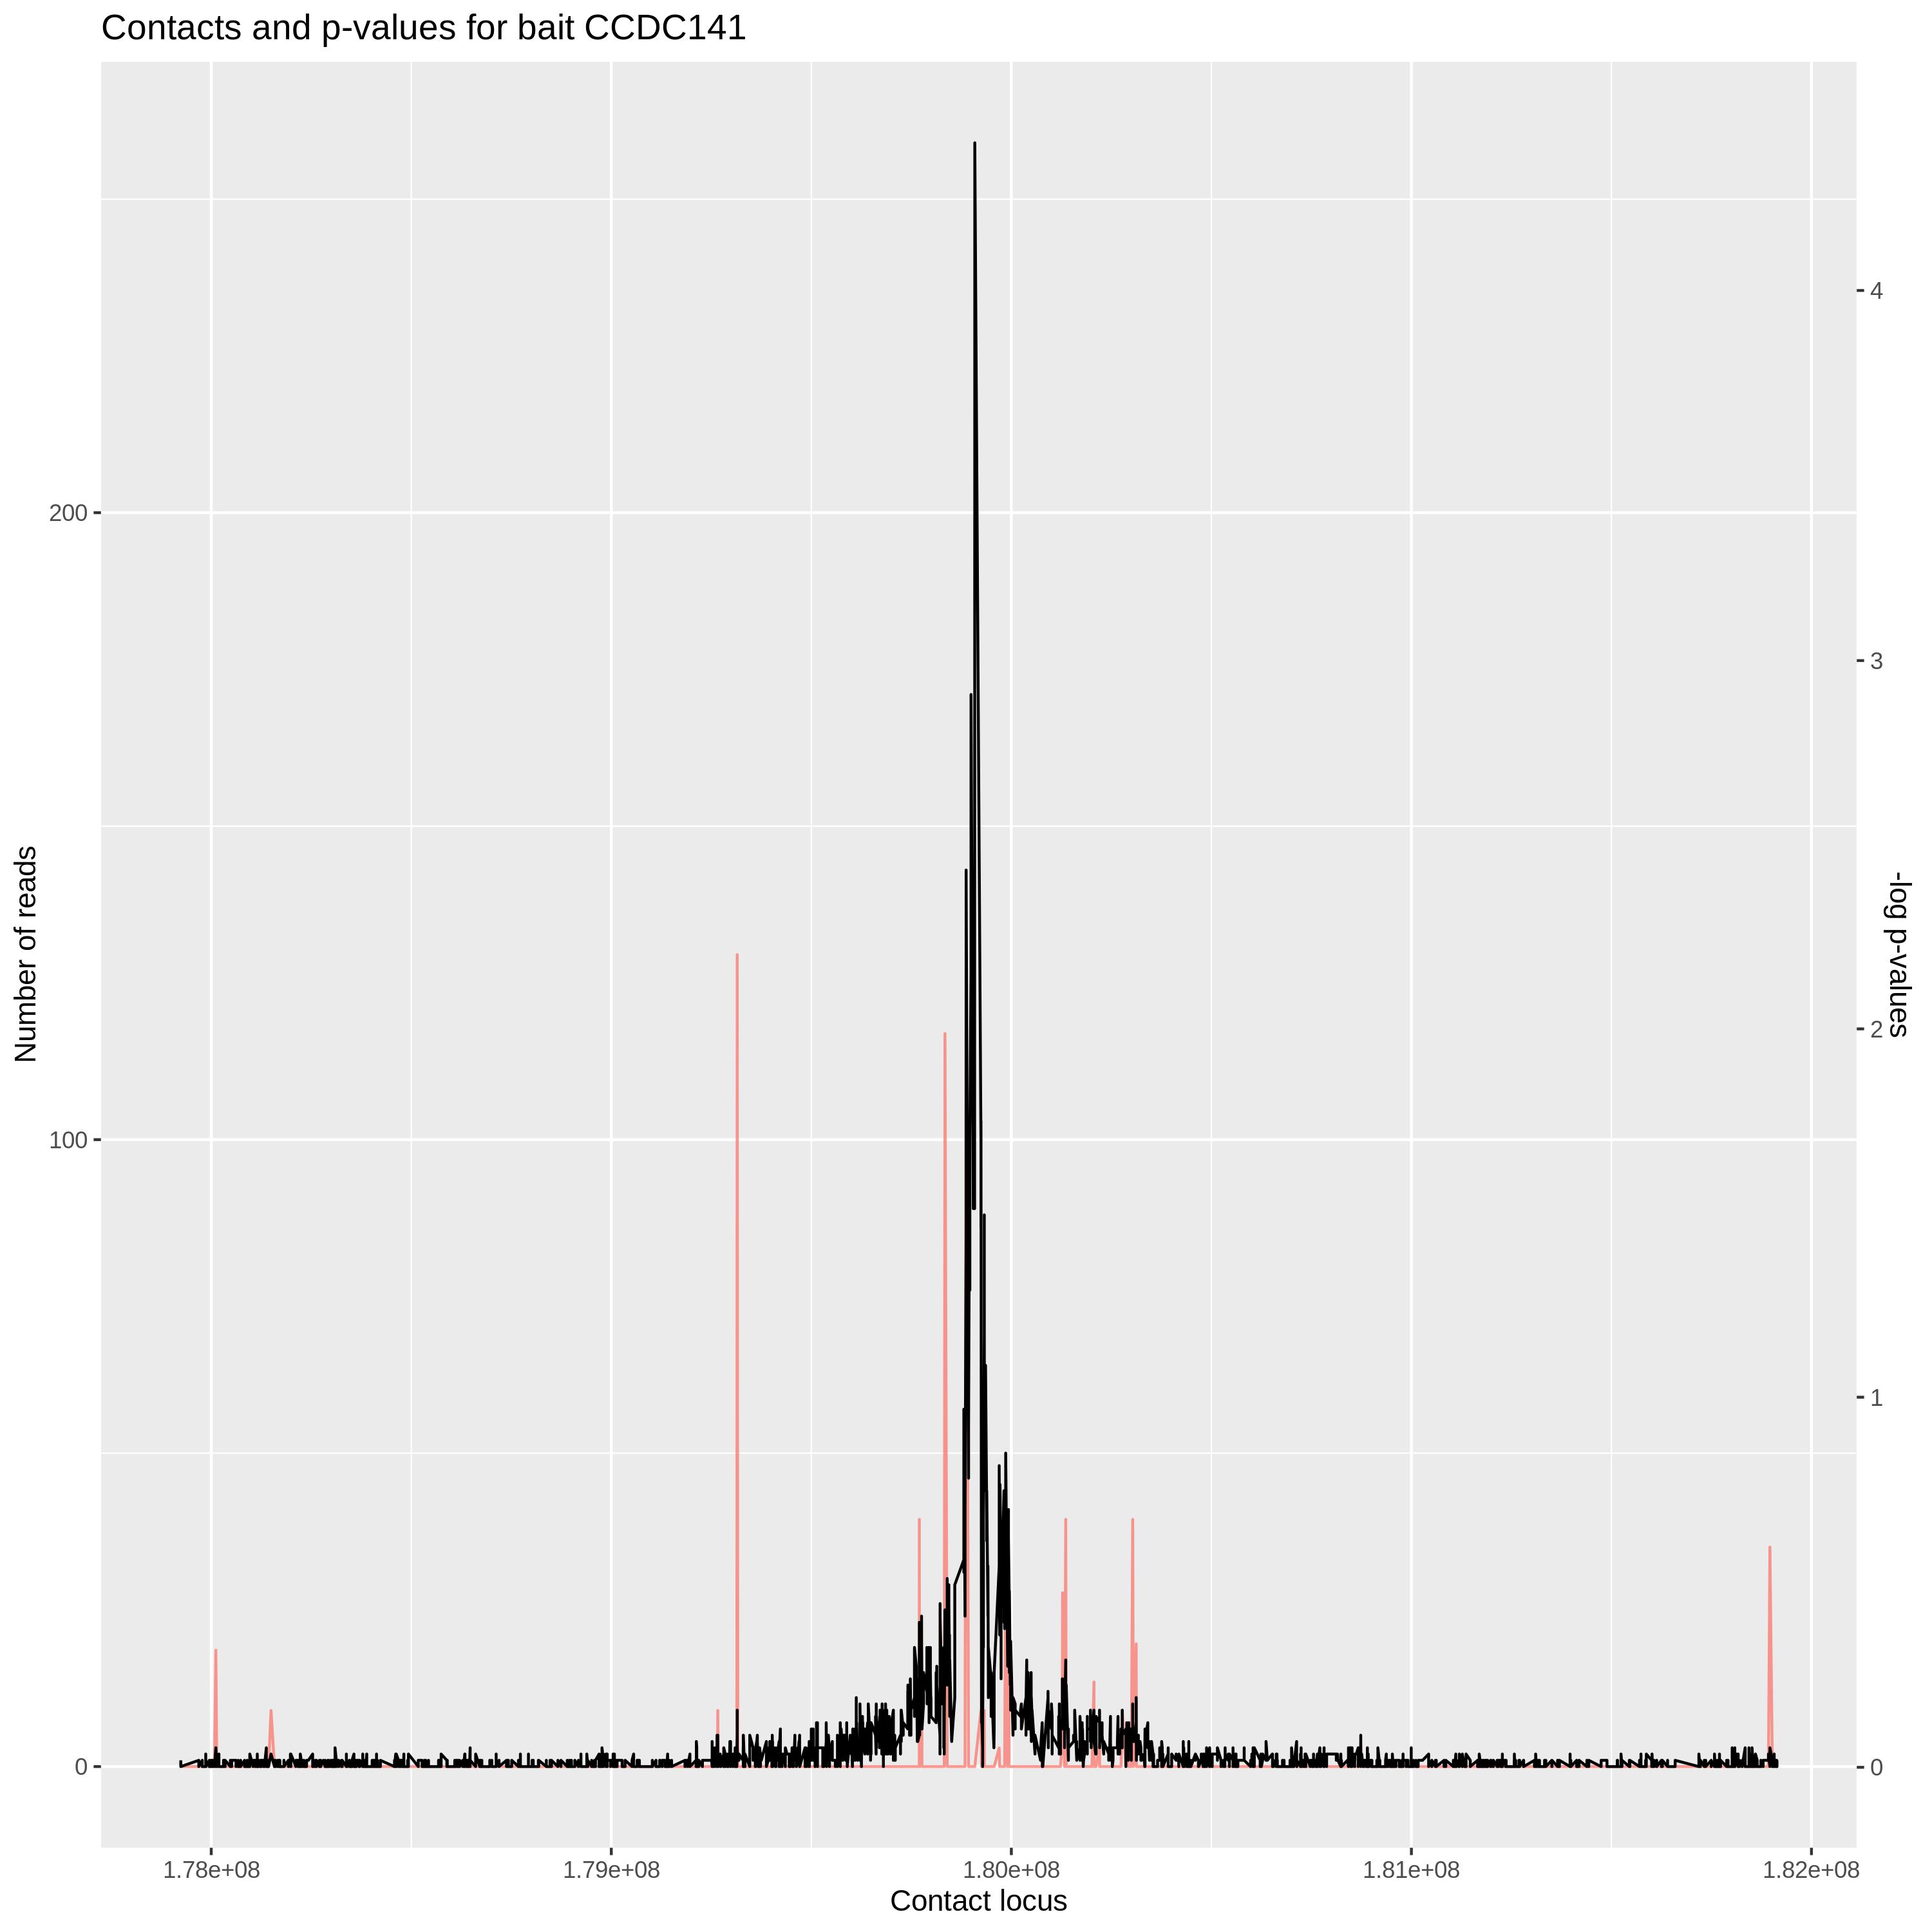 Contacts and p-values for bait CCDC141
Number of reads
200
100
0
4
3
2
1
0
-log p-values
1.78e+08
1.79e+08
1.80e+08
1.81e+08
1.82e+08
Contact locus